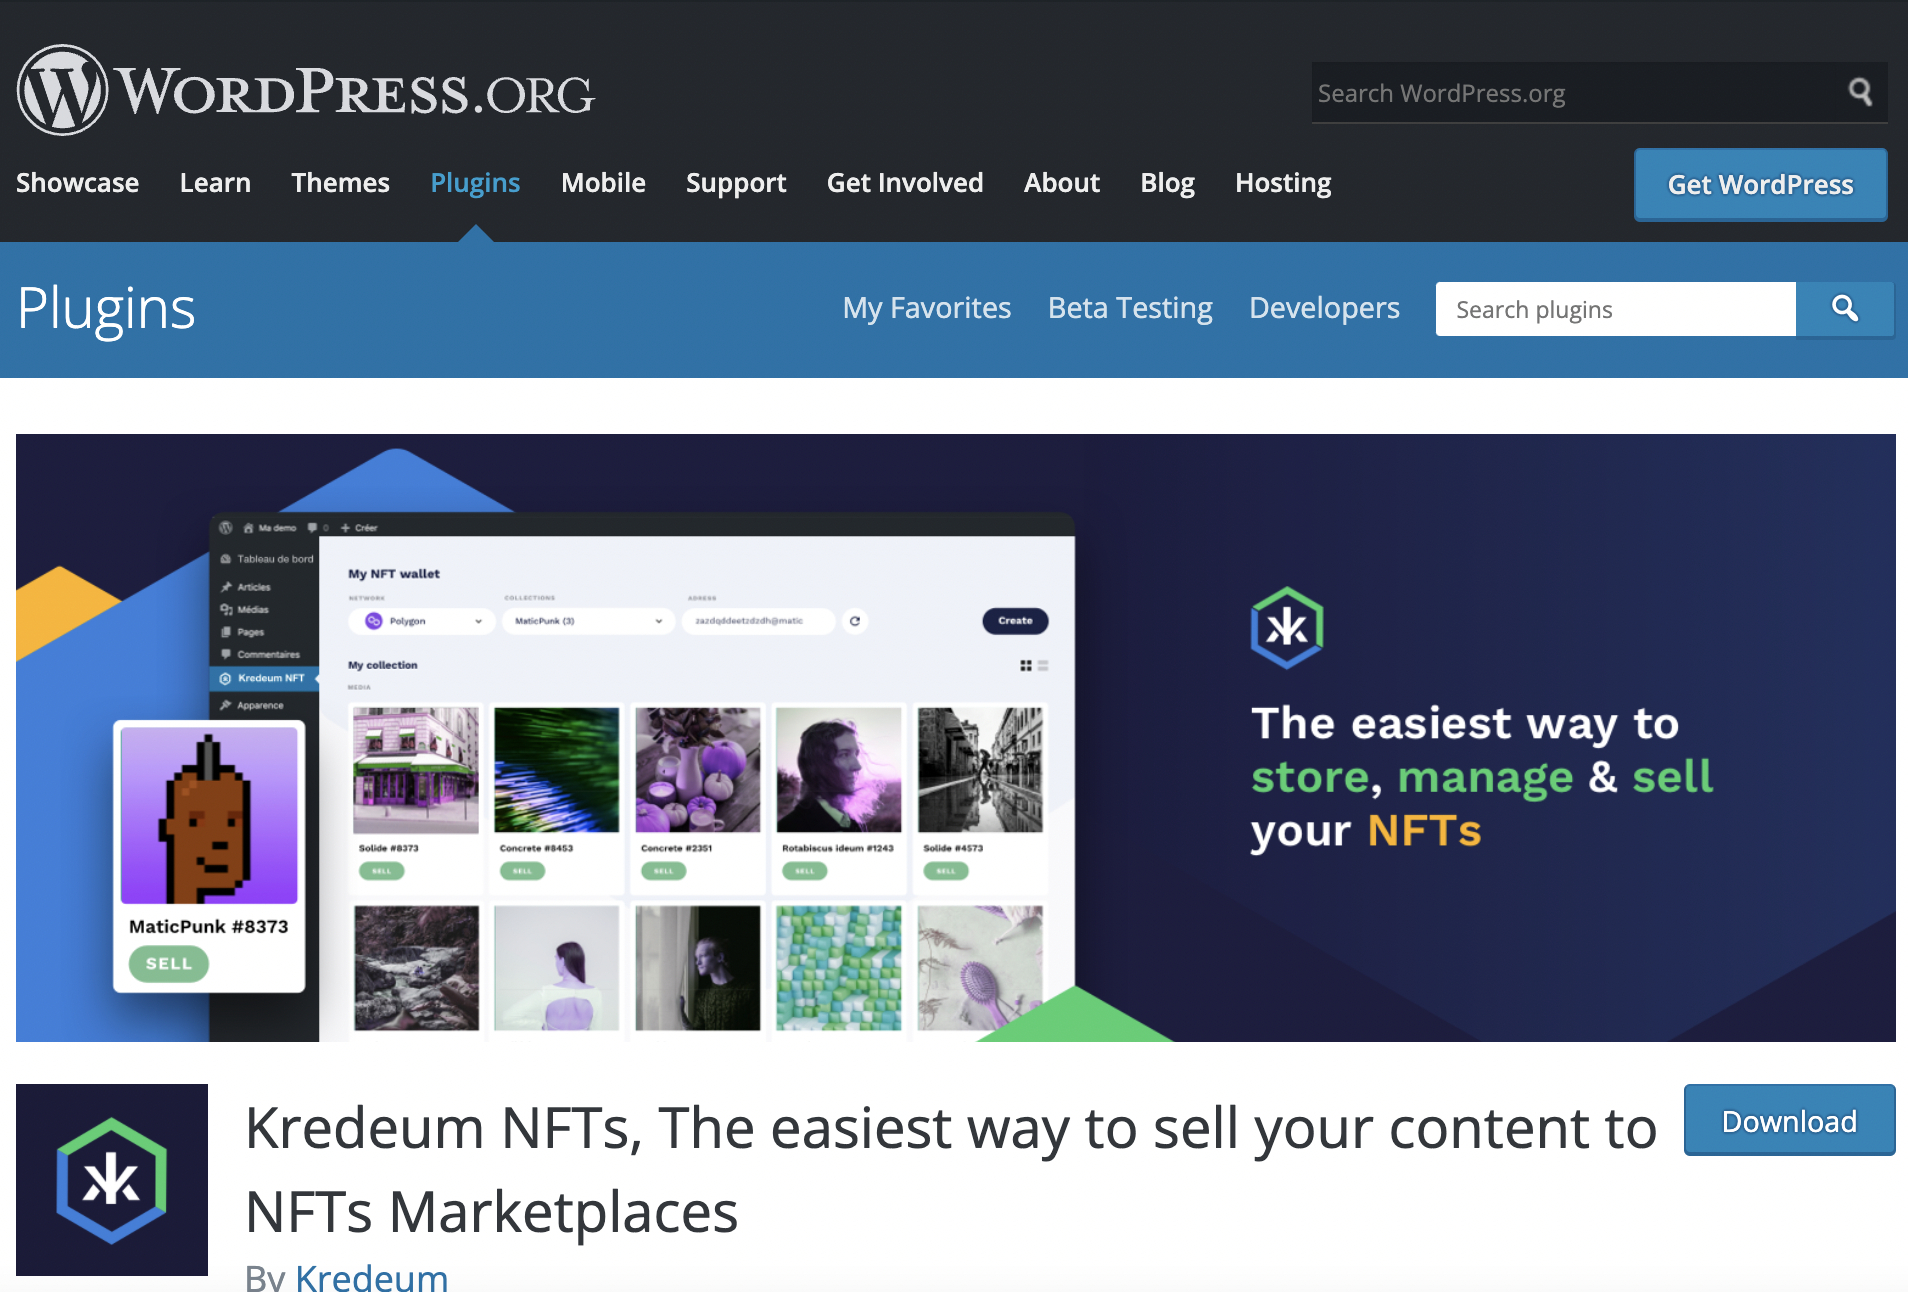 WORDPRESS.ORG
Search WordPress.org
Showcase Learn Themes Plugins Mobile Support Get Involved About Blog Hosting
Get WordPress
Plugins
My Favorites Beta Testing Developers
Search plugins
Ma demo 0 + Créer
Tableau de bord
Articles
Médias
Pages
Commentaires
Kredeum NFT
Apparence
My NFT wallet
NETWORK COLLECTIONS ADRESS
Polygon MaticPunk (3) zazdqddeetzdzdh@matic
Create
My collection
MEDIA
Solide #8373 Concrete #8453 Concrete #2351 Rotabiscus ideum #1243 Solide #4573
SELL SELL SELL SELL SELL
MaticPunk #8373
SELL
The easiest way to
store, manage & sell
your NFTs
Kredeum NFTs, The easiest way to sell your content to
NFTs Marketplaces
By Kredeum
Download